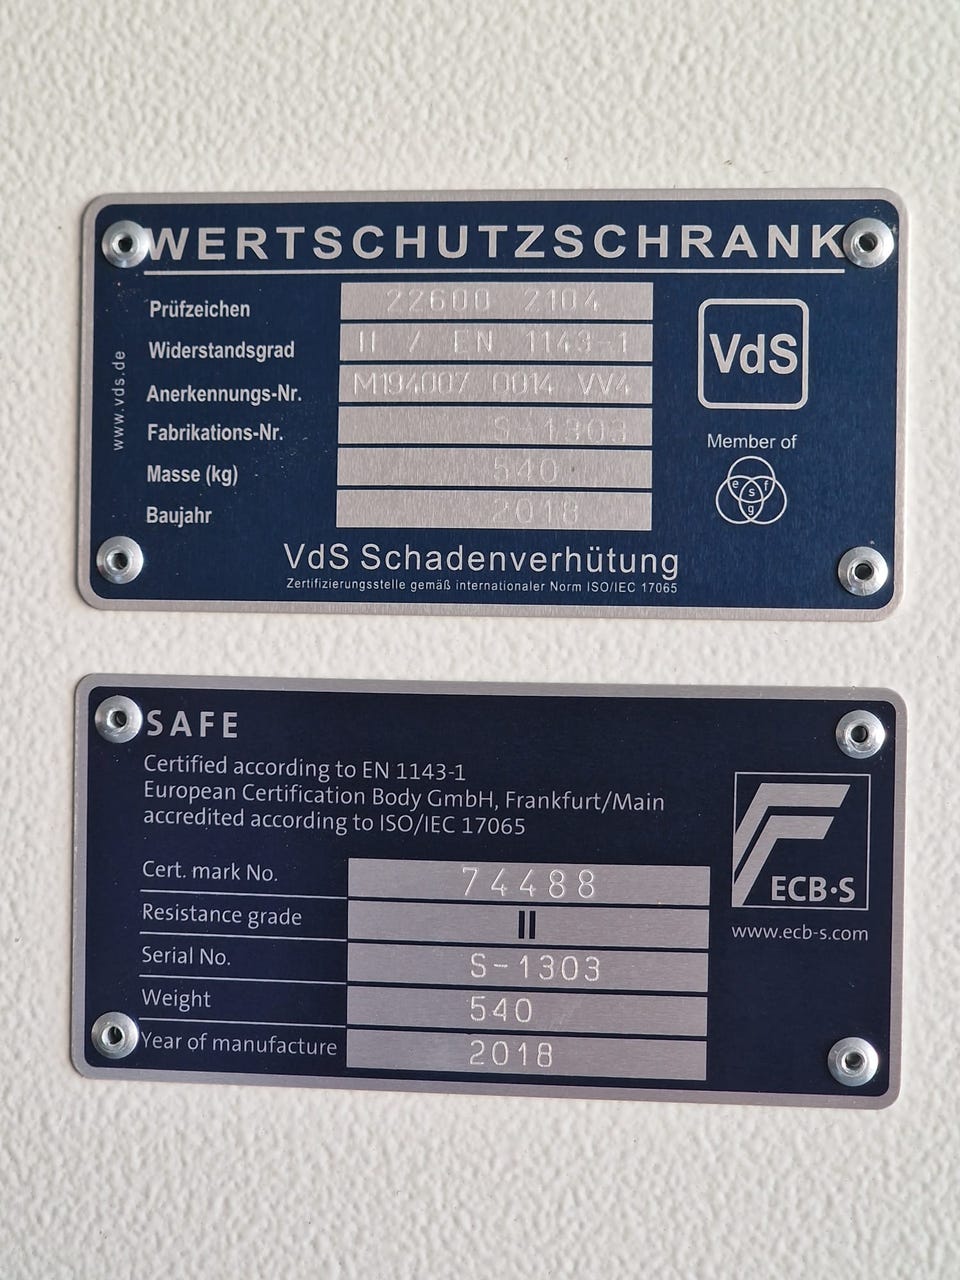 WERTSCHUTZSCHRANK
Prüfzeichen 22600 2104
Widerstandsgrad II / EN 1143-1
Anerkennungs-Nr. M194007 0014 VV4
Fabrikations-Nr. S-1303
Masse (kg) 540
Baujahr 2018
www.vds.de
VdS
Member of
e s f
g
VdS Schadenverhütung
Zertifizierungsstelle gemäß internationaler Norm ISO/IEC 17065
SAFE
Certified according to EN 1143-1
European Certification Body GmbH, Frankfurt/Main
accredited according to ISO/IEC 17065
Cert. mark No. 74488
Resistance grade II
Serial No. S-1303
Weight 540
Year of manufacture 2018
ECB·S
www.ecb-s.com